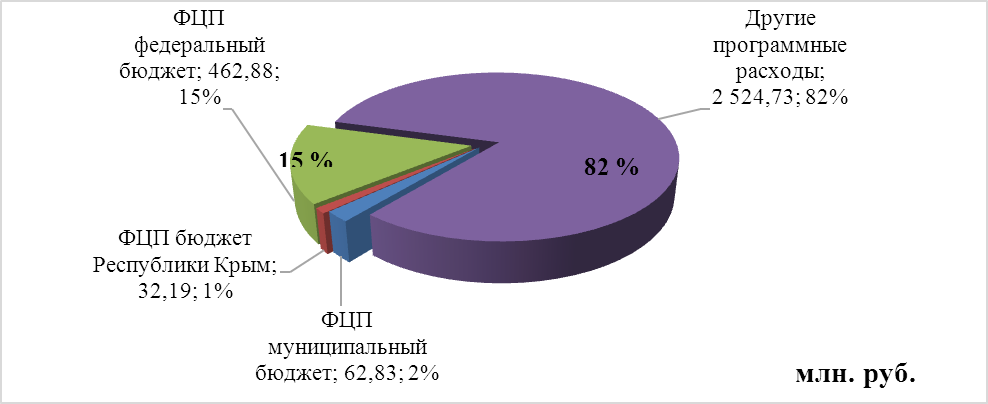 ФЦП
федеральный
бюджет; 462,88;
15%
Другие
программные
расходы;
2 524,73; 82%
15 %
82 %
ФЦП бюджет
Республики Крым;
32,19; 1%
ФЦП
муниципальный
бюджет; 62,83; 2%
млн. руб.